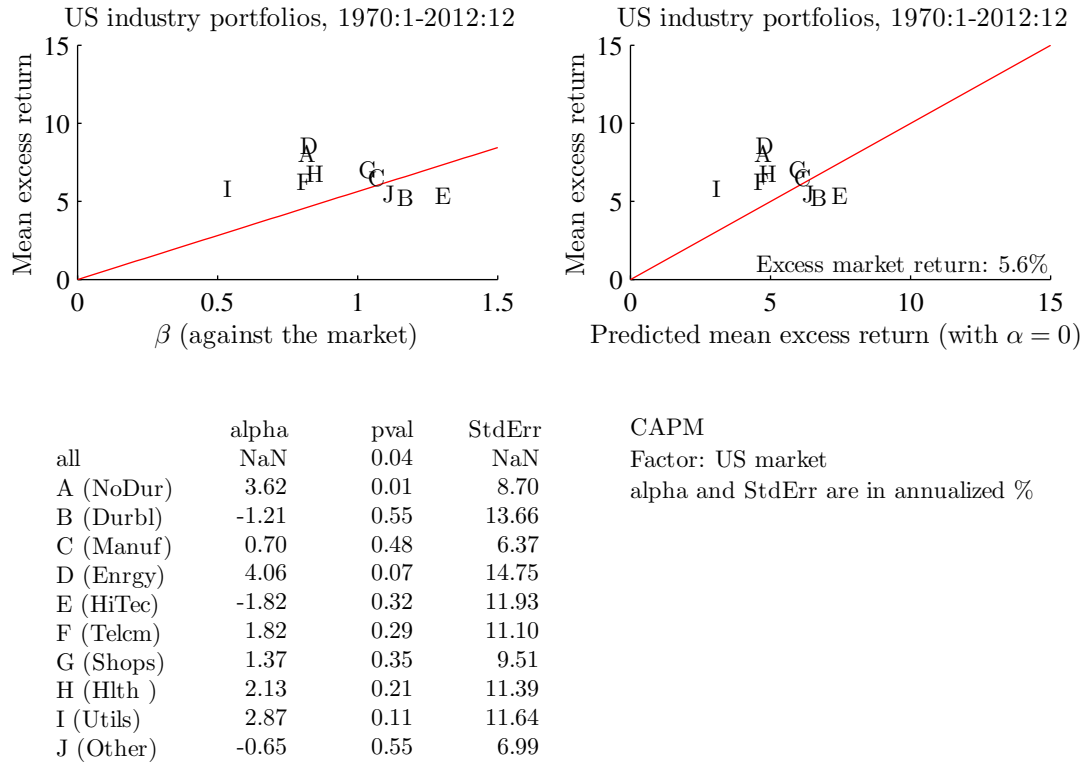 US industry portfolios, 1970:1-2012:12
15
10
5
0
Mean excess return
D
A
H
F
I
G
C
J
B
E
0 0.5 1 1.5
β (against the market)
US industry portfolios, 1970:1-2012:12
15
10
5
0
Mean excess return
D
A
H
F
I
G
C
J
B
E
Excess market return: 5.6%
0 5 10 15
Predicted mean excess return (with α = 0)
alpha pval StdErr
all NaN 0.04 NaN
A (NoDur) 3.62 0.01 8.70
B (Durbl) -1.21 0.55 13.66
C (Manuf) 0.70 0.48 6.37
D (Enrgy) 4.06 0.07 14.75
E (HiTec) -1.82 0.32 11.93
F (Telcm) 1.82 0.29 11.10
G (Shops) 1.37 0.35 9.51
H (Hlth ) 2.13 0.21 11.39
I (Utils) 2.87 0.11 11.64
J (Other) -0.65 0.55 6.99
CAPM
Factor: US market
alpha and StdErr are in annualized %